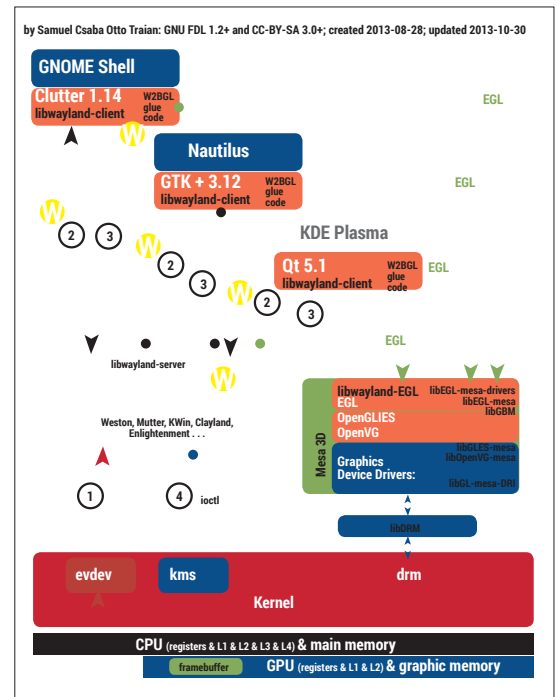 by Samuel Csaba Otto Traian: GNU FDL 1.2+ and CC-BY-SA 3.0+; created 2013-08-28; updated 2013-10-30
GNOME Shell
Clutter 1.14
libwayland-client
W2BGL
glue
code
EGL
W
Nautilus
GTK + 3.12
libwayland-client
W2BGL
glue
code
EGL
W
2
3
W
2
3
KDE Plasma
Qt 5.1
libwayland-client
W2BGL
glue
code
EGL
W
2
3
EGL
libwayland-server
W
Weston, Mutter, KWin, Clayland,
Enlightenment . . .
1
4
ioctl
Mesa 3D
libwayland-EGL
libEGL-mesa-drivers
EGL
libEGL-mesa
libGBM
OpenGLIES
OpenVG
libGLES-mesa
libOpenVG-mesa
Graphics
Device Drivers:
libGL-mesa-DRI
libDRM
evdev
kms
drm
Kernel
CPU (registers & L1 & L2 & L3 & L4) & main memory
framebuffer
GPU (registers & L1 & L2) & graphic memory